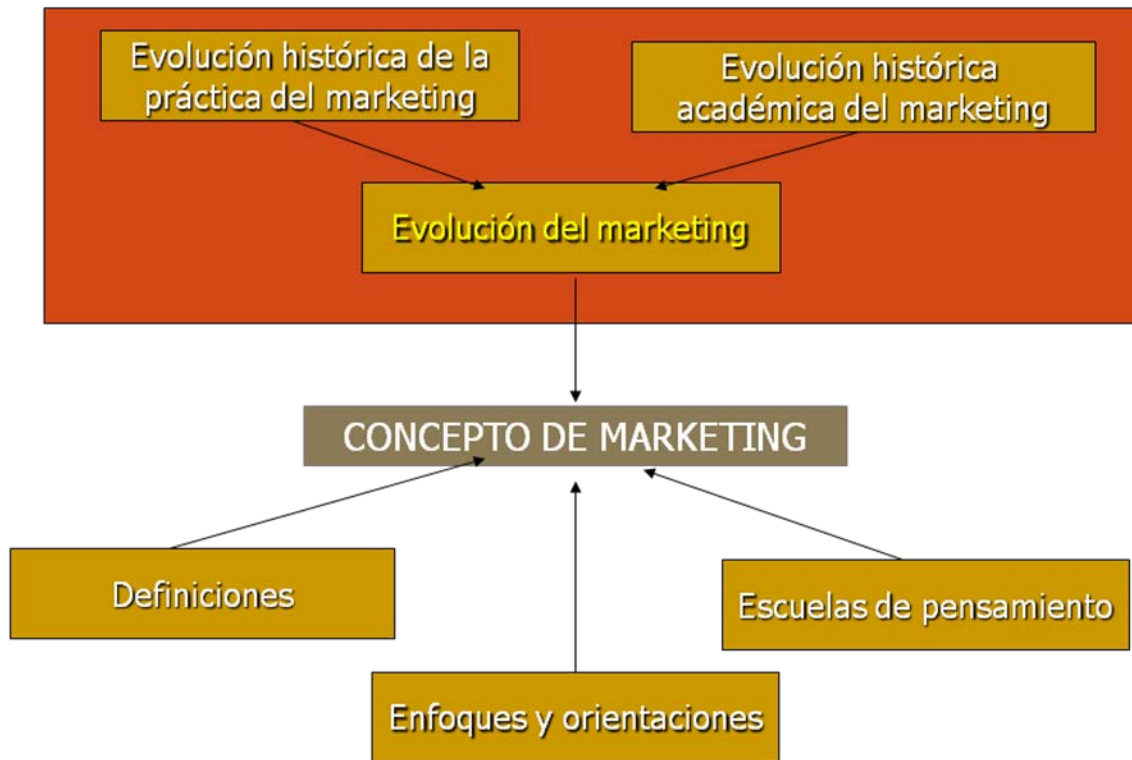 Evolución histórica de la
práctica del marketing
Evolución histórica
académica del marketing
Evolución del marketing
CONCEPTO DE MARKETING
Definiciones
Escuelas de pensamiento
Enfoques y orientaciones